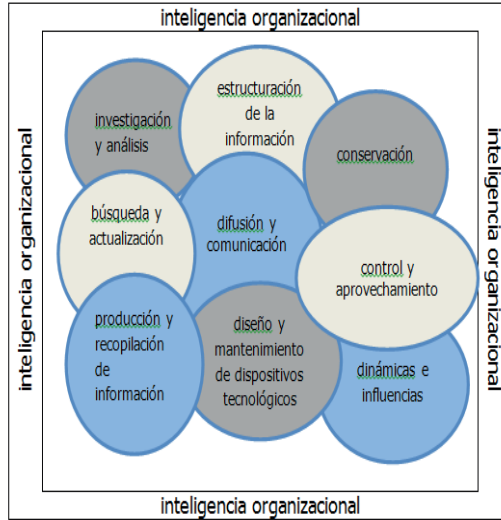 inteligencia organizacional
inteligencia organizacional
investigación
y análisis
estructuración
de la
información
conservación
búsqueda y
actualización
difusión y
comunicación
control y
aprovechamiento
producción y
recopilación
de
información
diseño y
mantenimiento
de dispositivos
tecnológicos
dinámicas e
influencias
inteligencia organizacional
inteligencia organizacional